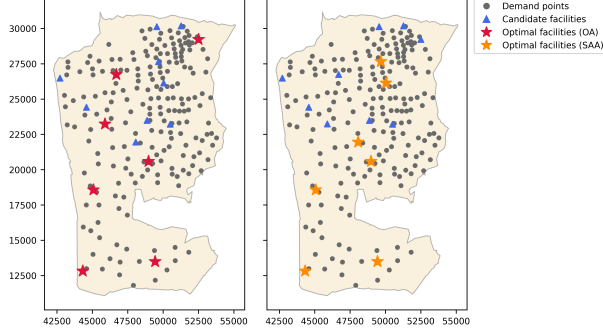 Demand points
Candidate facilities
Optimal facilities (OA)
Optimal facilities (SAA)
30000
27500
25000
22500
20000
17500
15000
12500
42500 45000 47500 50000 52500 55000
42500 45000 47500 50000 52500 55000